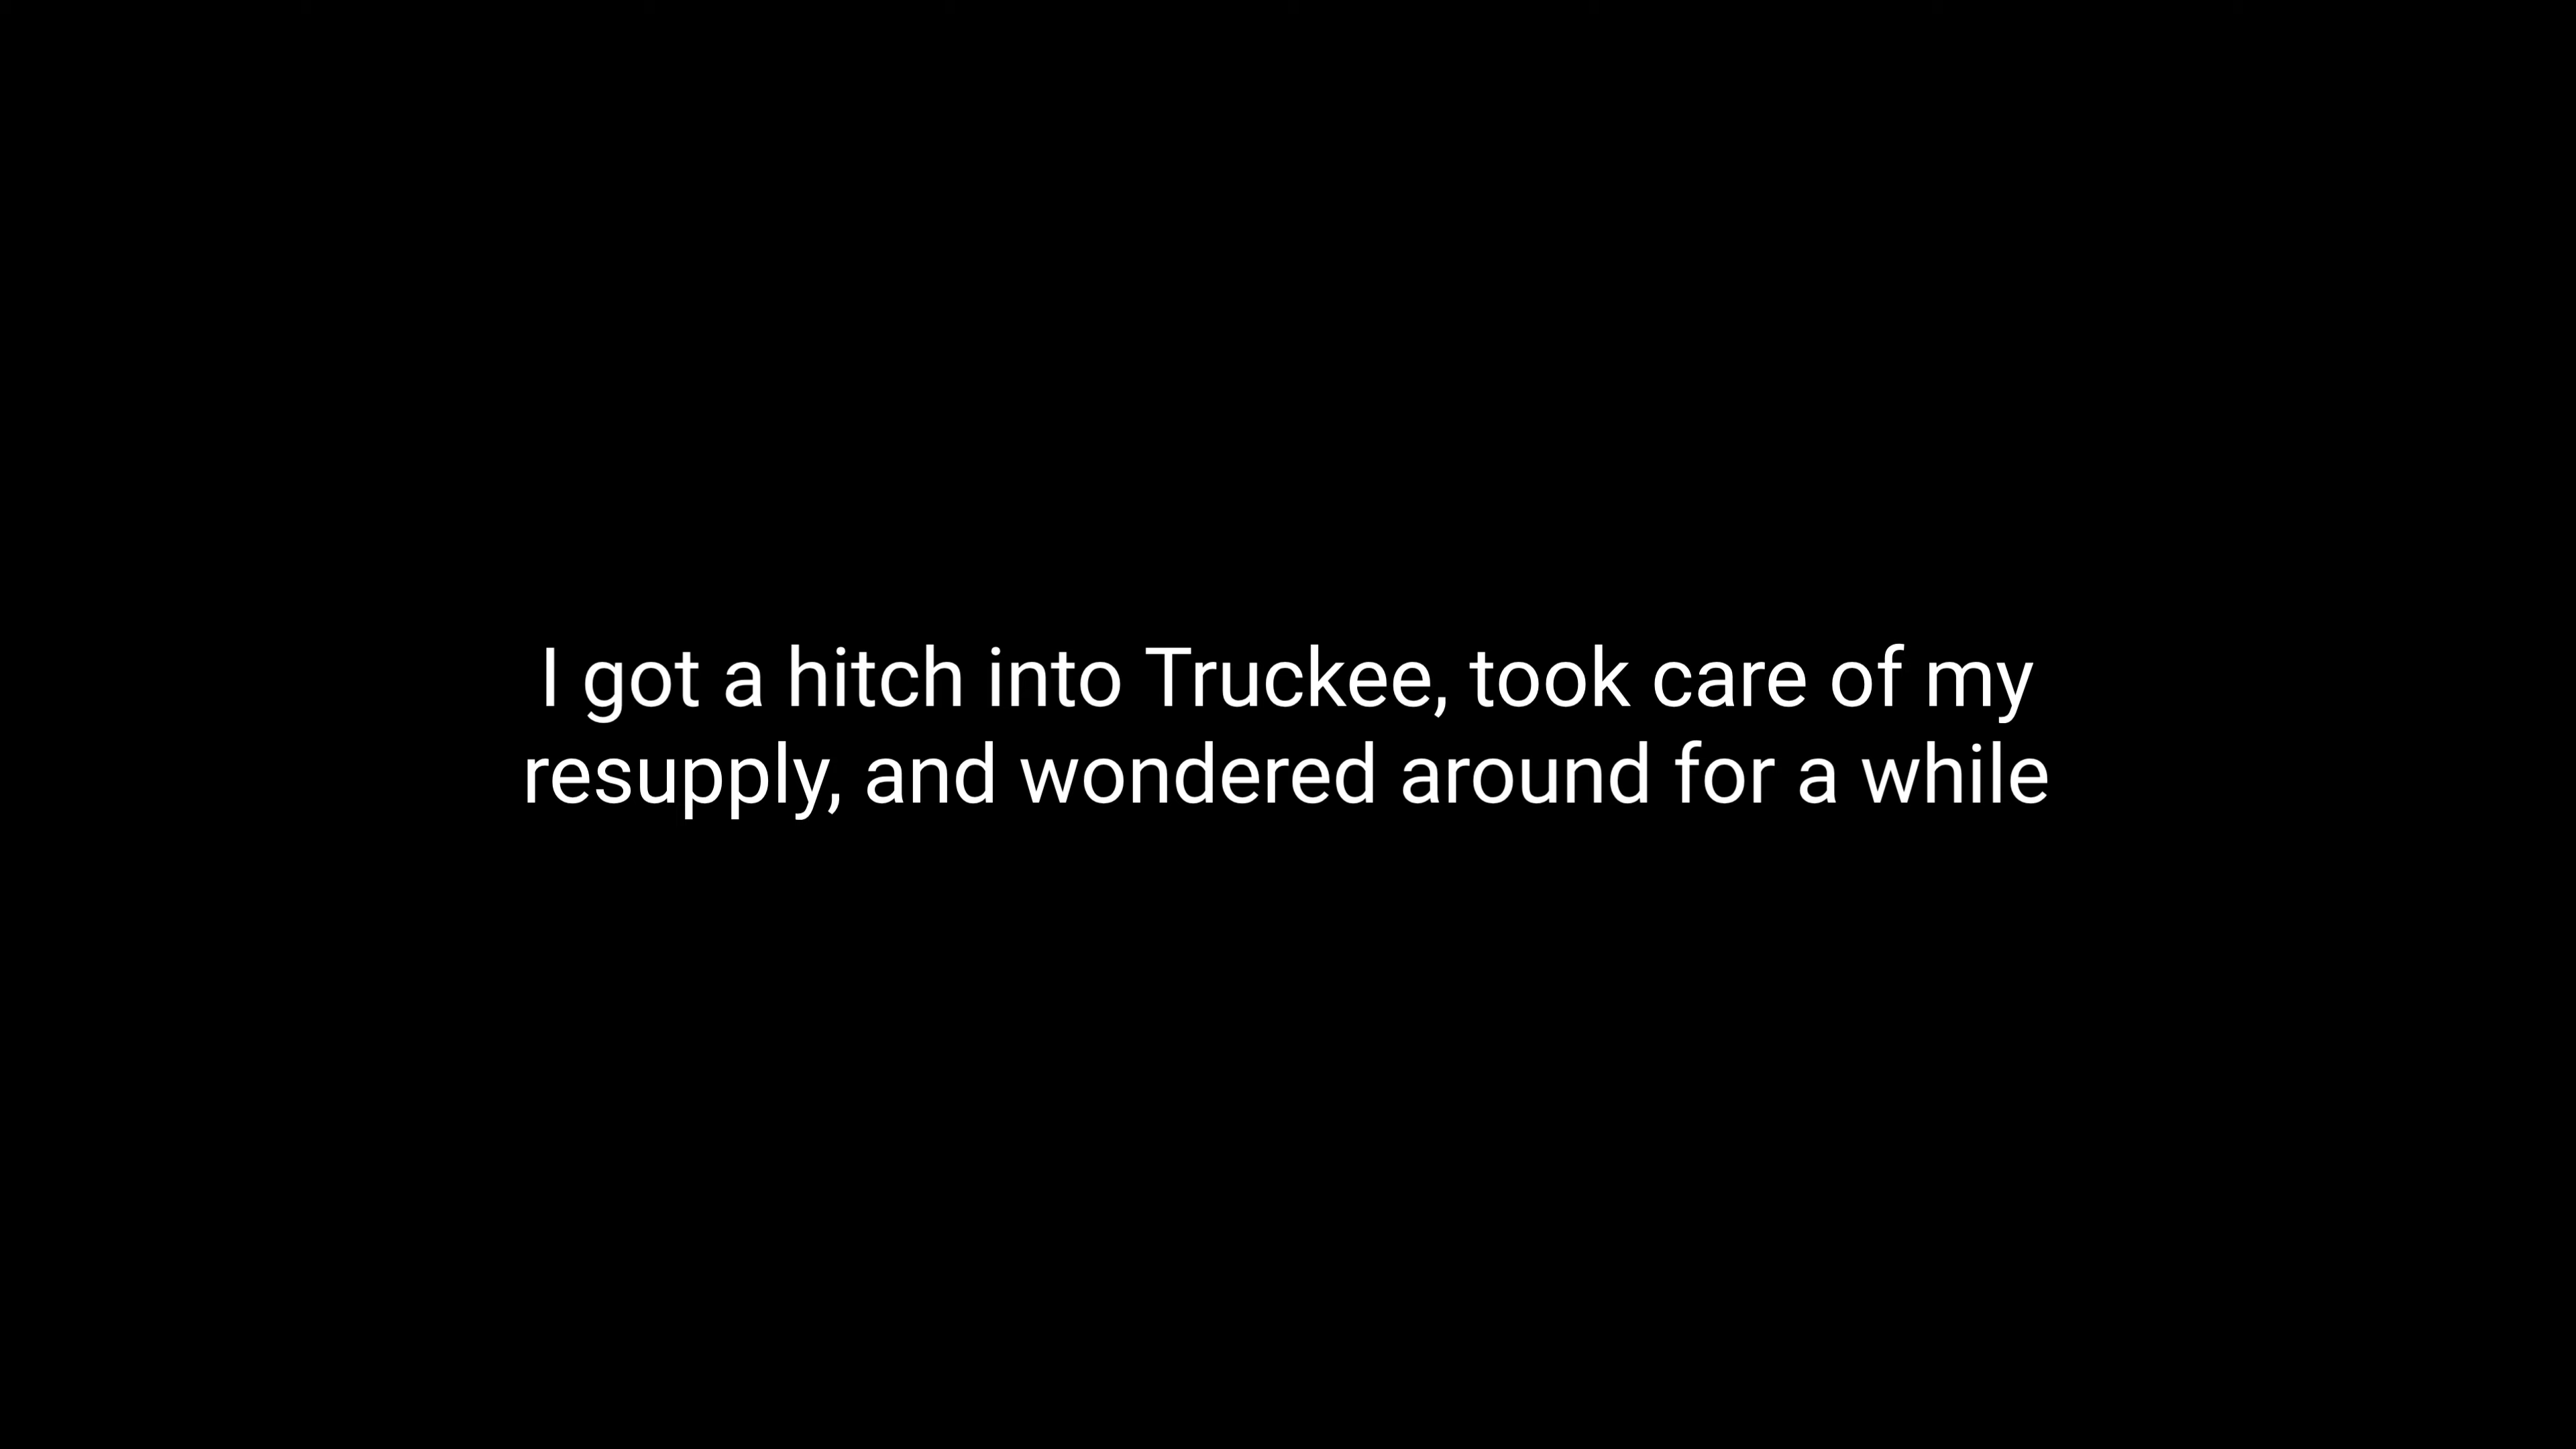 I got a hitch into Truckee, took care of my
resupply, and wondered around for a while